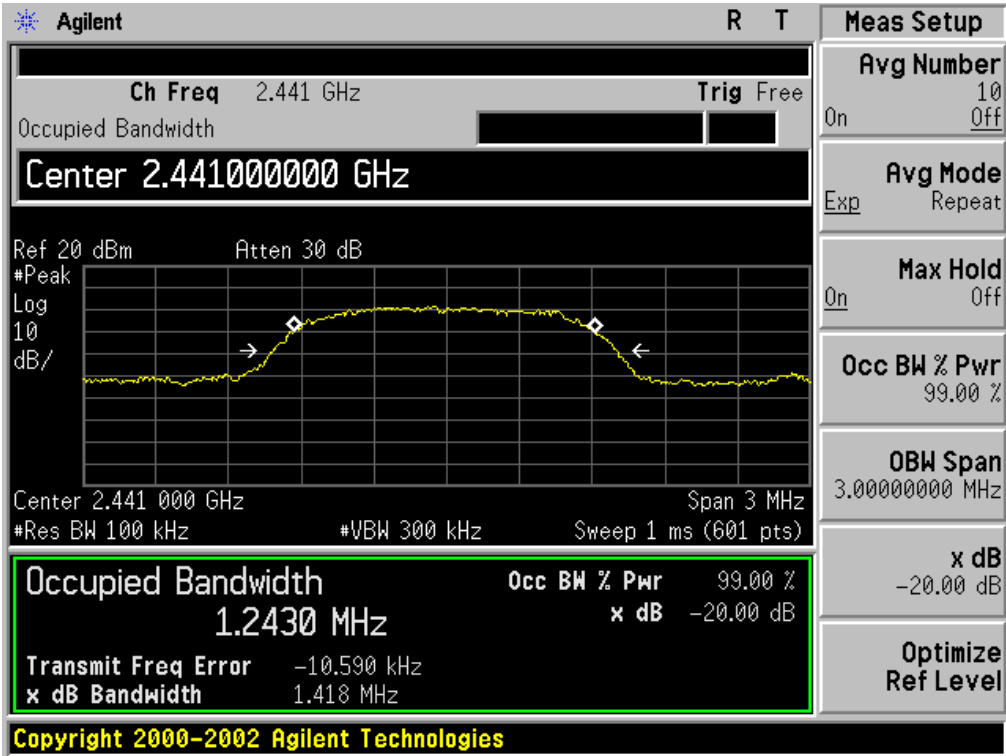 Agilent R T
Ch Freq 2.441 GHz Trig Free
Occupied Bandwidth
Center 2.441000000 GHz
Ref 20 dBm Atten 30 dB
#Peak
Log
10
dB/
Center 2.441 000 GHz Span 3 MHz
#Res BW 100 kHz #VBW 300 kHz Sweep 1 ms (601 pts)
Occupied Bandwidth Occ BW % Pwr 99.00 %
1.2430 MHz x dB -20.00 dB
Transmit Freq Error -10.590 kHz
x dB Bandwidth 1.418 MHz
Copyright 2000-2002 Agilent Technologies
Meas Setup
Avg Number
10
On Off
Avg Mode
Exp Repeat
Max Hold
On Off
Occ BW % Pwr
99.00 %
OBW Span
3.00000000 MHz
x dB
-20.00 dB
Optimize
Ref Level